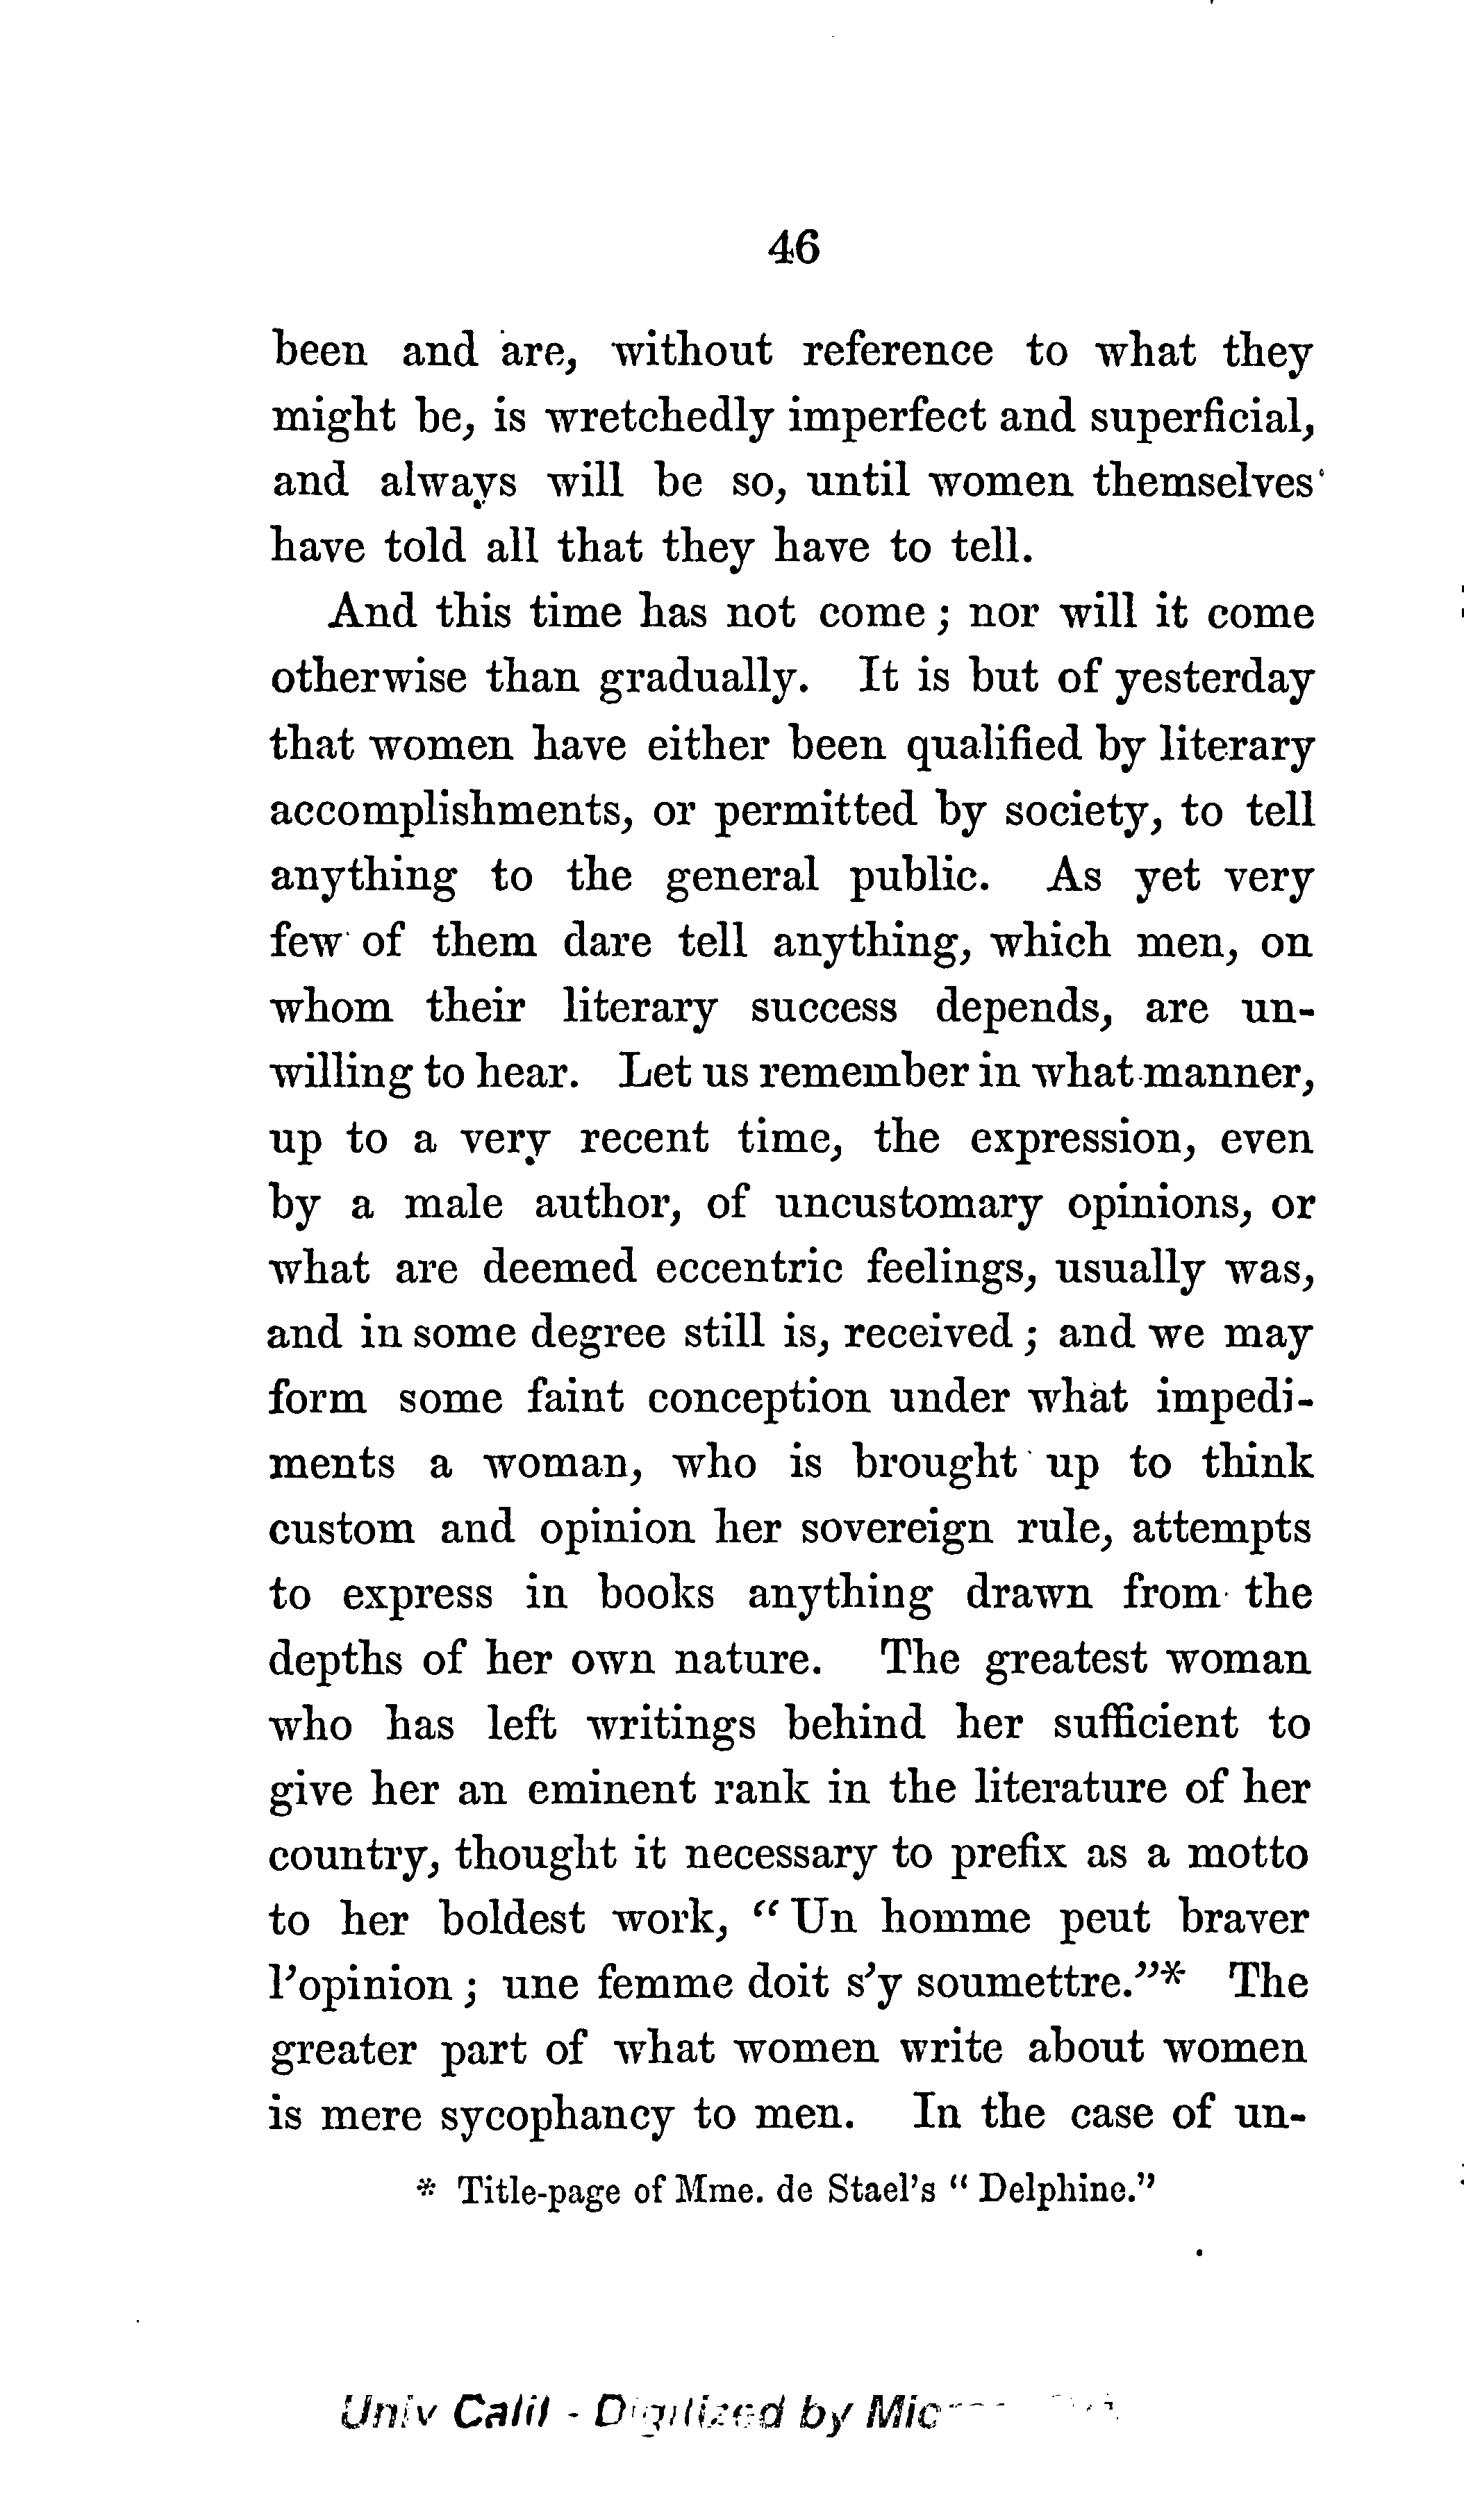 46
been and are, without reference to what they
might be, is wretchedly imperfect and superficial,
and always will be so, until women themselves
have told all that they have to tell.
And this time has not come; nor will it come
otherwise than gradually. It is but of yesterday
that women have either been qualified by literary
accomplishments, or permitted by society, to tell
anything to the general public. As yet very
few of them dare tell anything, which men, on
whom their literary success depends, are un-
willing to hear. Let us remember in what manner,
up to a very recent time, the expression, even
by a male author, of uncustomary opinions, or
what are deemed eccentric feelings, usually was,
and in some degree still is, received; and we may
form some faint conception under what impedi-
ments a woman, who is brought up to think
custom and opinion her sovereign rule, attempts
to express in books anything drawn from the
depths of her own nature. The greatest woman
who has left writings behind her sufficient to
give her an eminent rank in the literature of her
country, thought it necessary to prefix as a motto
to her boldest work, “Un homme peut braver
l’opinion; une femme doit s’y soumettre.”* The
greater part of what women write about women
is mere sycophancy to men. In the case of un-
* Title-page of Mme. de Stael’s “Delphine.”
Univ Calif - Digitized by